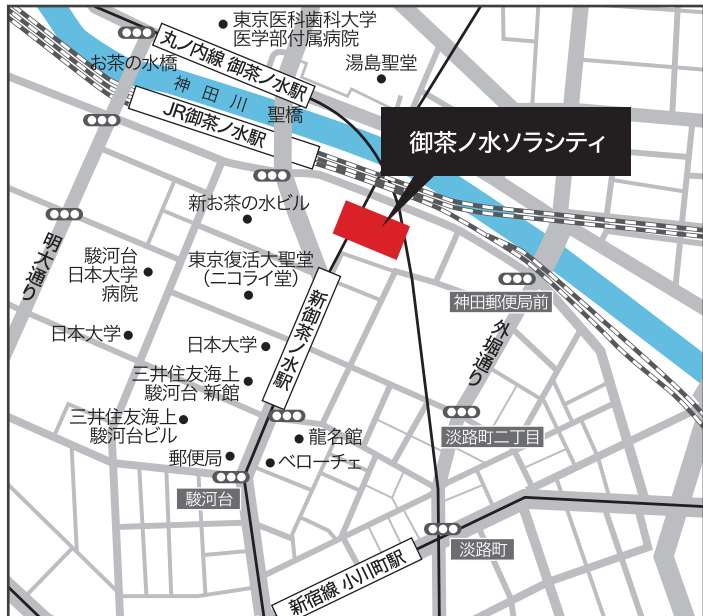 東京医科歯科大学
医学部付属病院
丸ノ内線 御茶ノ水駅
お茶の水橋
湯島聖堂
神田川
聖橋
JR御茶ノ水駅
御茶ノ水ソラシティ
新お茶の水ビル
明大通り
駿河台
日本大学
病院
東京復活大聖堂
（ニコライ堂）
新御茶ノ水駅
神田郵便局前
外堀通り
日本大学
日本大学
三井住友海上
駿河台 新館
三井住友海上
駿河台ビル
龍名館
淡路町二丁目
郵便局
ベローチェ
駿河台
淡路町
新宿線 小川町駅